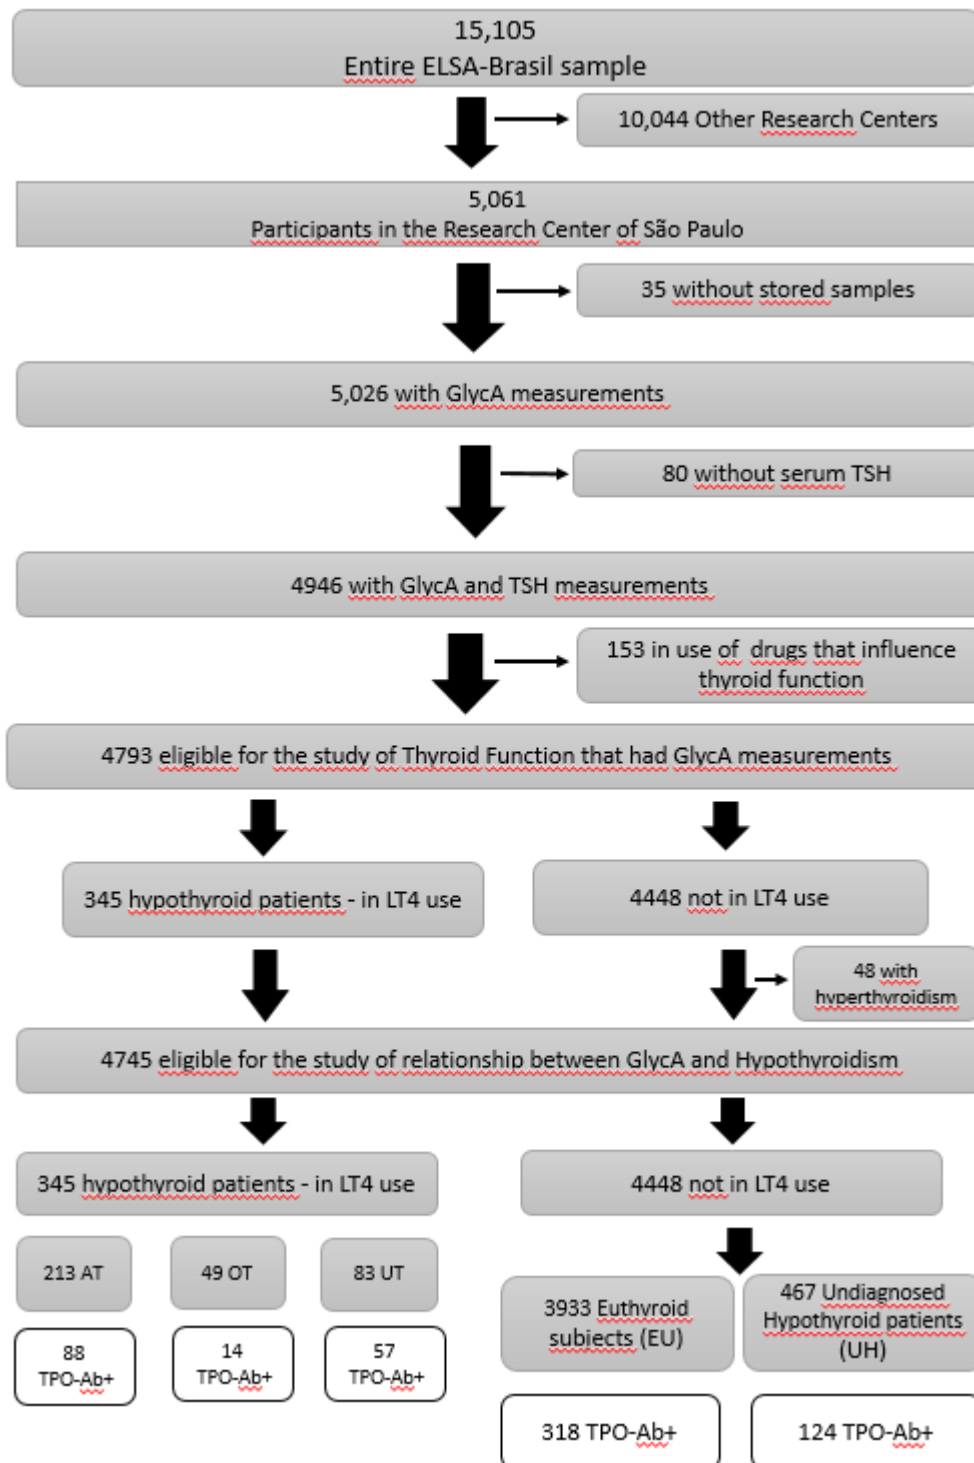 15,105
Entire ELSA-Brasil sample
10,044 Other Research Centers
5,061
Participants in the Research Center of São Paulo
35 without stored samples
5,026 with GlycA measurements
80 without serum TSH
4946 with GlycA and TSH measurements
153 in use of drugs that influence
thyroid function
4793 eligible for the study of Thyroid Function that had GlycA measurements
345 hypothyroid patients - in LT4 use
4448 not in LT4 use
48 with
hyperthyroidism
4745 eligible for the study of relationship between GlycA and Hypothyroidism
345 hypothyroid patients - in LT4 use
4448 not in LT4 use
213 AT
49 OT
83 UT
3933 Euthyroid
subjects (EU)
467 Undiagnosed
Hypothyroid patients
(UH)
88
TPO-Ab+
14
TPO-Ab+
57
TPO-Ab+
318 TPO-Ab+
124 TPO-Ab+